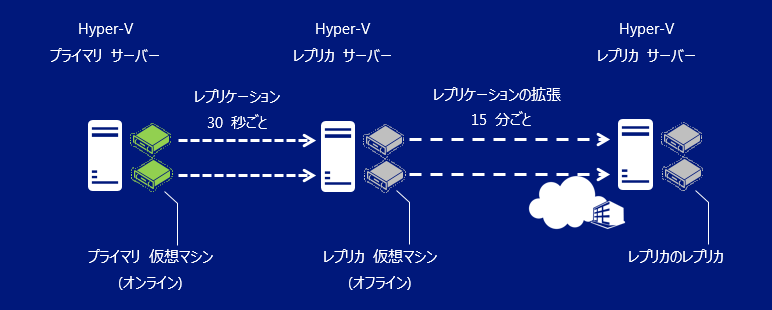 Hyper-V
プライマリ サーバー
Hyper-V
レプリカ サーバー
Hyper-V
レプリカ サーバー
レプリケーション
30 秒ごと
レプリケーションの拡張
15 分ごと
プライマリ 仮想マシン
(オンライン)
レプリカ 仮想マシン
(オフライン)
レプリカのレプリカ